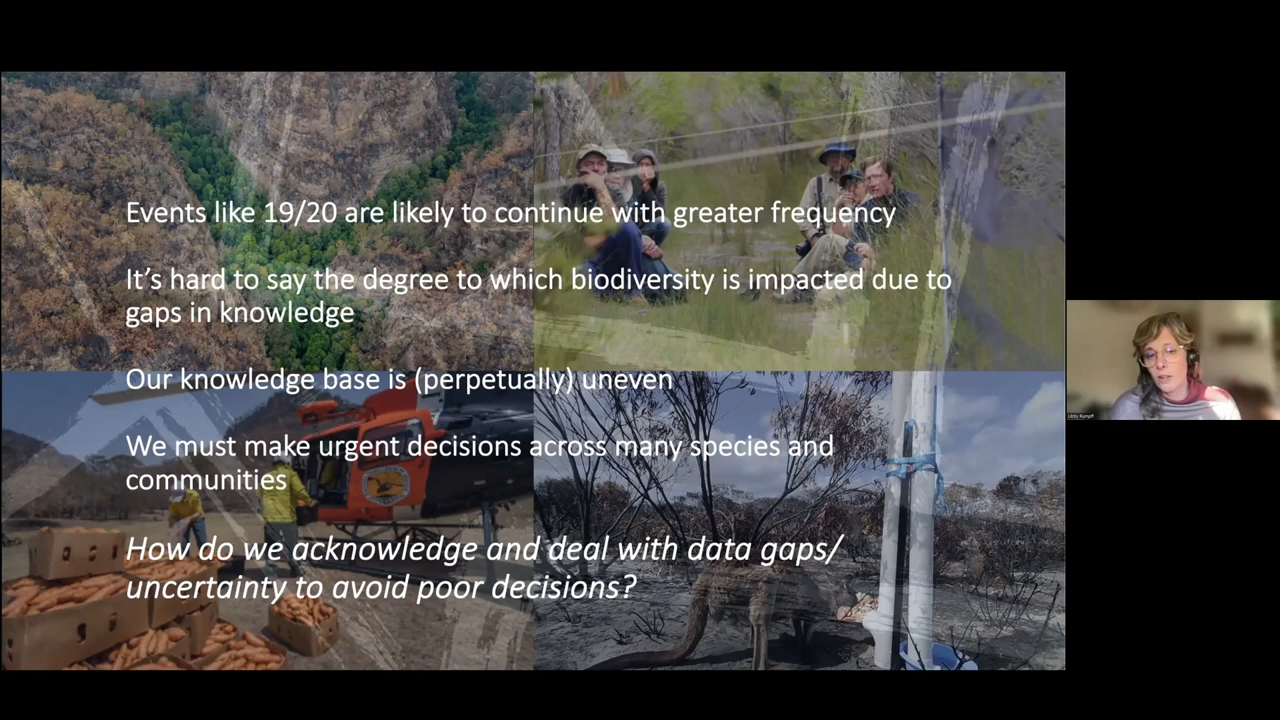 Events like 19/20 are likely to continue with greater frequency
It's hard to say the degree to which biodiversity is impacted due to
gaps in knowledge
Our knowledge base is (perpetually) uneven
We must make urgent decisions across many species and
communities
How do we acknowledge and deal with data gaps/
uncertainty to avoid poor decisions?
Libby Rumpff